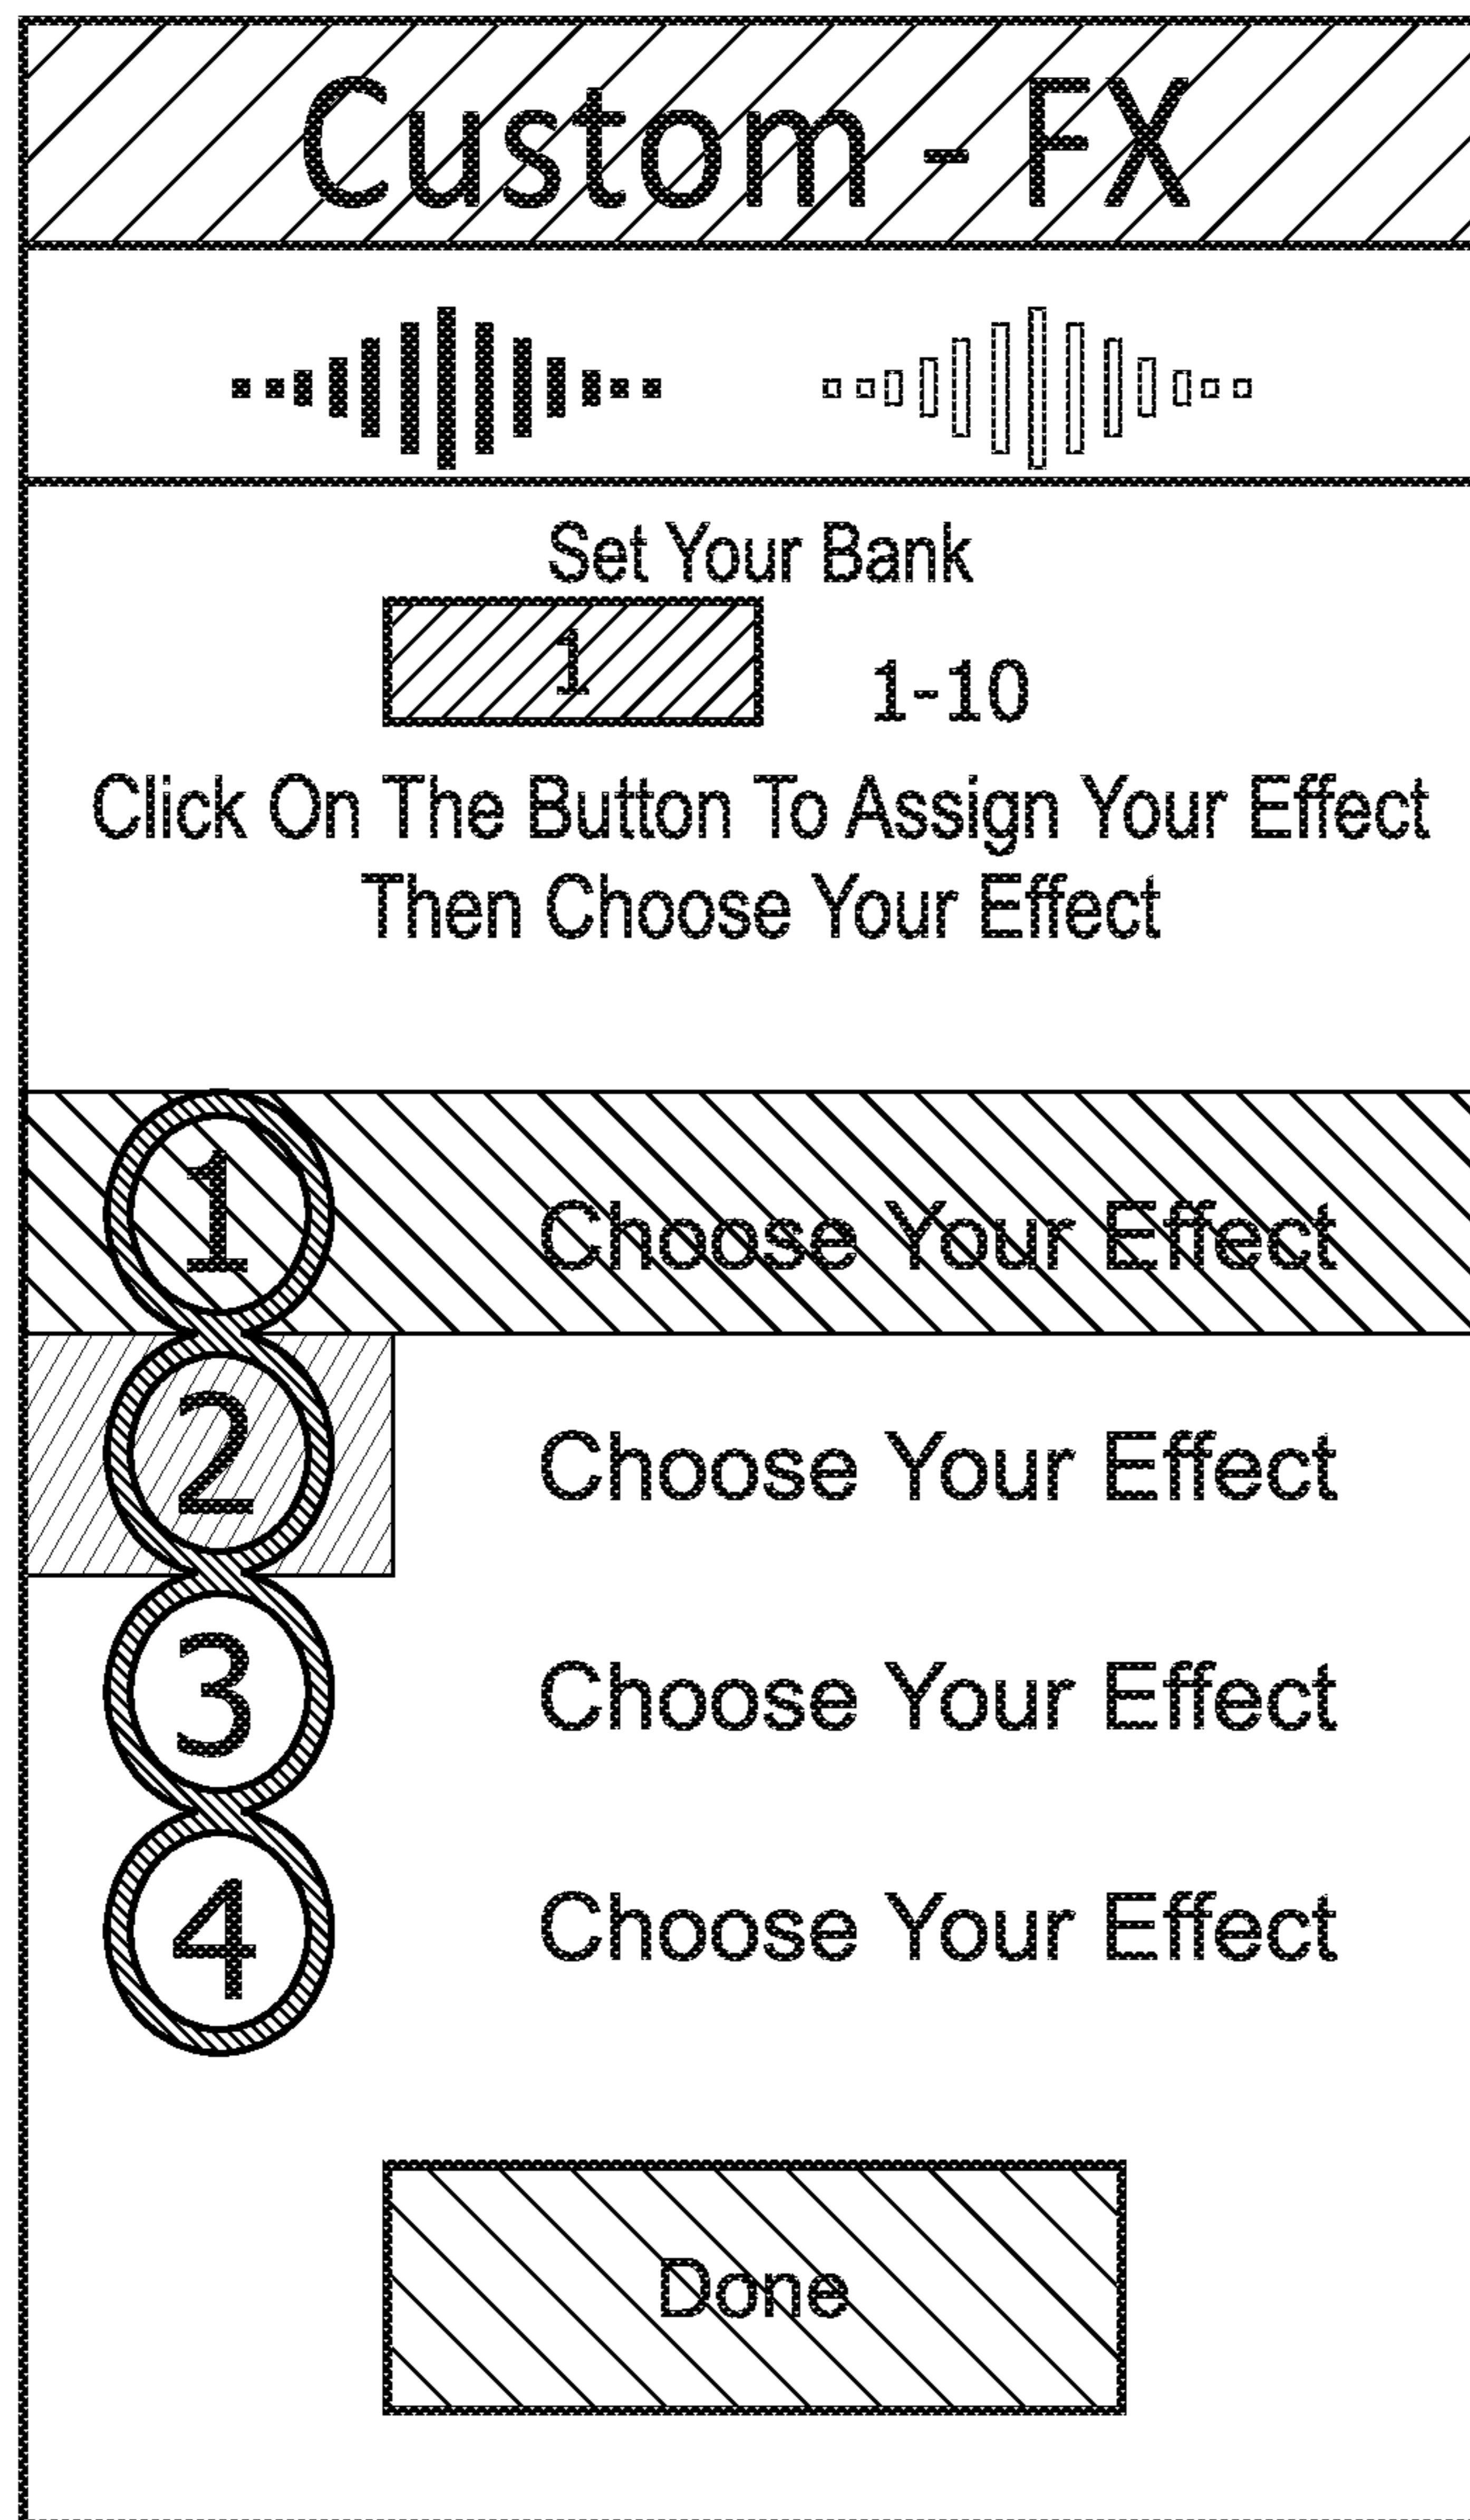 Custom - FX
Set Your Bank
1 1-10
Click On The Button To Assign Your Effect
Then Choose Your Effect
1 Choose Your Effect
2 Choose Your Effect
3 Choose Your Effect
4 Choose Your Effect
Done